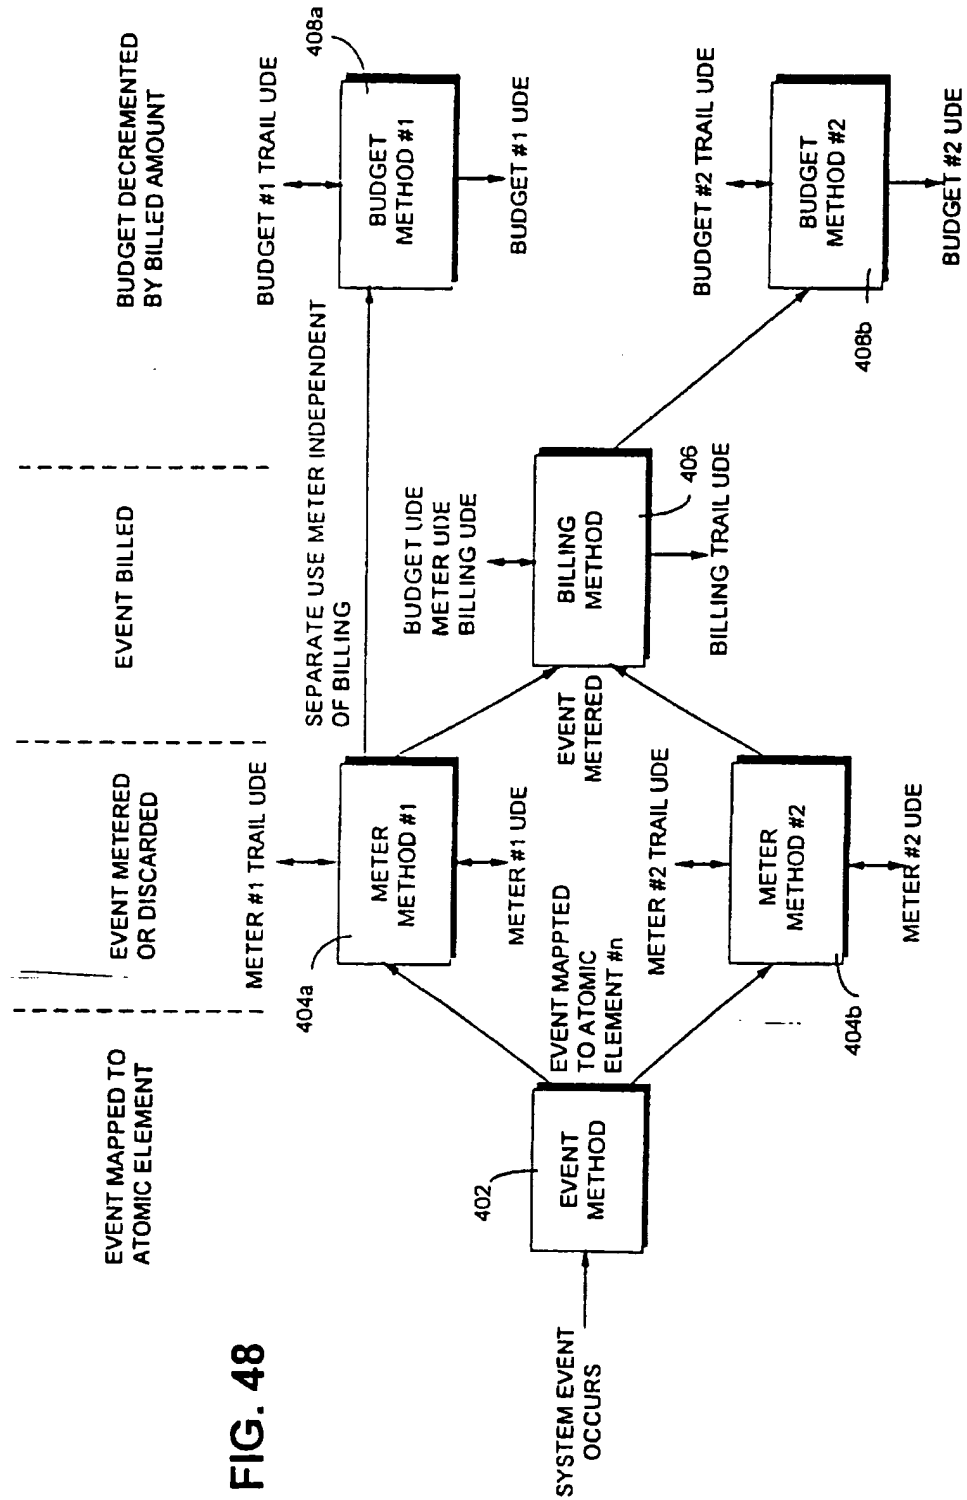 FIG. 48
EVENT MAPPED TO
ATOMIC ELEMENT
EVENT METERED
OR DISCARDED
EVENT BILLED
BUDGET DECREMENTED
BY BILLED AMOUNT
SYSTEM EVENT
OCCURS
402
EVENT
METHOD
EVENT MAPPTED
TO ATOMIC
ELEMENT #n
METER #1 TRAIL UDE
404a
METER
METHOD #1
METER #1 UDE
METER #2 TRAIL UDE
404b
METER
METHOD #2
METER #2 UDE
SEPARATE USE METER INDEPENDENT
OF BILLING
EVENT
METERED
BUDGET UDE
METER UDE
BILLING UDE
BILLING
METHOD
406
BILLING TRAIL UDE
BUDGET #1 TRAIL UDE
408a
BUDGET
METHOD #1
BUDGET #1 UDE
BUDGET #2 TRAIL UDE
408b
BUDGET
METHOD #2
BUDGET #2 UDE